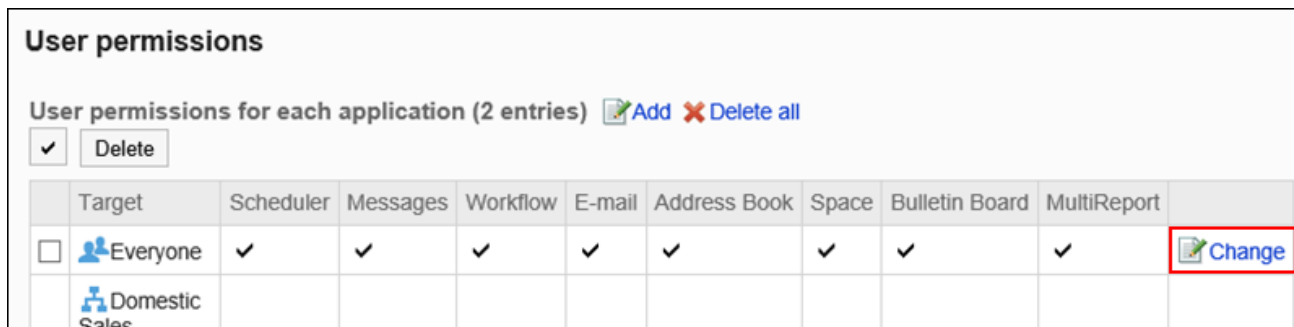 User permissions
User permissions for each application (2 entries) Add Delete all
Delete
Target Scheduler Messages Workflow E-mail Address Book Space Bulletin Board MultiReport
Everyone Change
Domestic
Sales